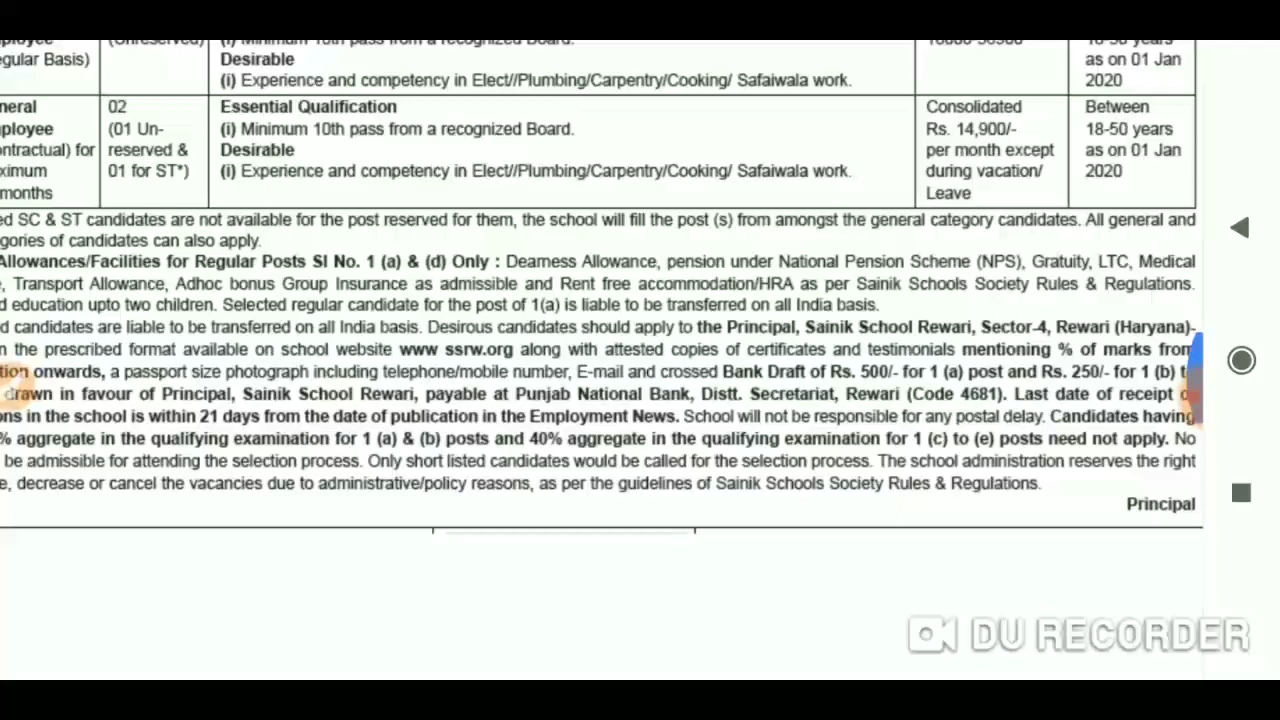 ployee
(Unreserved)
(i) Minimum 10th pass from a recognized Board.
18-50 years
egular Basis)
Desirable
as on 01 Jan
(i) Experience and competency in Elect//Plumbing/Carpentry/Cooking/ Safaiwala work.
2020
neral
02
Essential Qualification
Consolidated
Between
ployee
(01 Un-
(i) Minimum 10th pass from a recognized Board.
Rs. 14,900/-
18-50 years
ontractual) for
reserved &
Desirable
per month except
as on 01 Jan
ximum
01 for ST*)
(i) Experience and competency in Elect//Plumbing/Carpentry/Cooking/ Safaiwala work.
during vacation/
2020
months
Leave
ed SC & ST candidates are not available for the post reserved for them, the school will fill the post (s) from amongst the general category candidates. All general and
gories of candidates can also apply.
Allowances/Facilities for Regular Posts Sl No. 1 (a) & (d) Only : Dearness Allowance, pension under National Pension Scheme (NPS), Gratuity, LTC, Medical
, Transport Allowance, Adhoc bonus Group Insurance as admissible and Rent free accommodation/HRA as per Sainik Schools Society Rules & Regulations.
d education upto two children. Selected regular candidate for the post of 1(a) is liable to be transferred on all India basis.
d candidates are liable to be transferred on all India basis. Desirous candidates should apply to the Principal, Sainik School Rewari, Sector-4, Rewari (Haryana)-
n the prescribed format available on school website www ssrw.org along with attested copies of certificates and testimonials mentioning % of marks from
tion onwards, a passport size photograph including telephone/mobile number, E-mail and crossed Bank Draft of Rs. 500/- for 1 (a) post and Rs. 250/- for 1 (b)
drawn in favour of Principal, Sainik School Rewari, payable at Punjab National Bank, Distt. Secretariat, Rewari (Code 4681). Last date of receipt
ons in the school is within 21 days from the date of publication in the Employment News. School will not be responsible for any postal delay. Candidates having
% aggregate in the qualifying examination for 1 (a) & (b) posts and 40% aggregate in the qualifying examination for 1 (c) to (e) posts need not apply. No
be admissible for attending the selection process. Only short listed candidates would be called for the selection process. The school administration reserves the right
e, decrease or cancel the vacancies due to administrative/policy reasons, as per the guidelines of Sainik Schools Society Rules & Regulations.
Principal
DU RECORDER